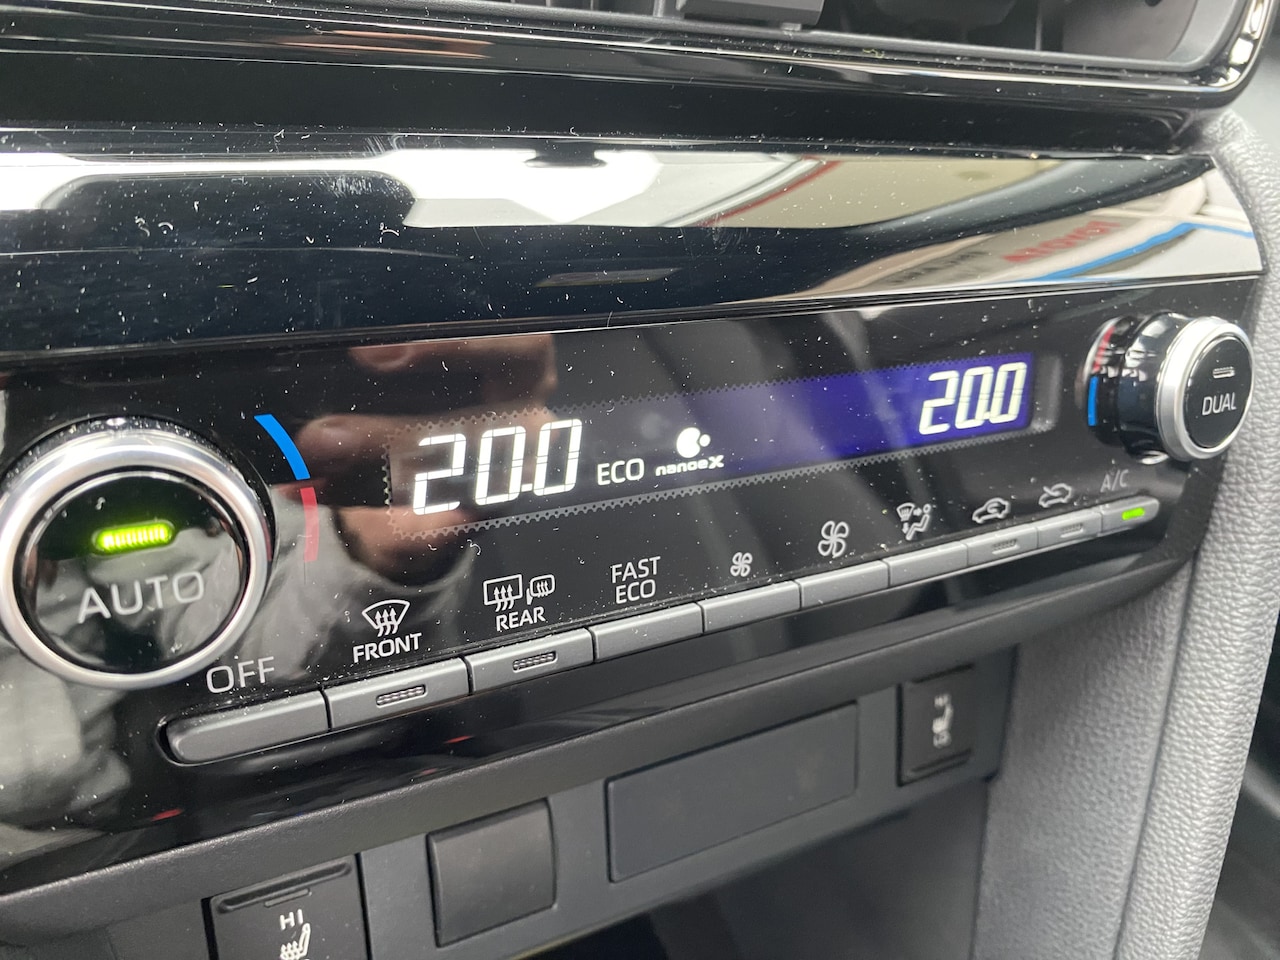 20.0 ECO nanoeX 20.0
DUAL
AUTO
OFF
FRONT
REAR
FAST
ECO
A/C
HI